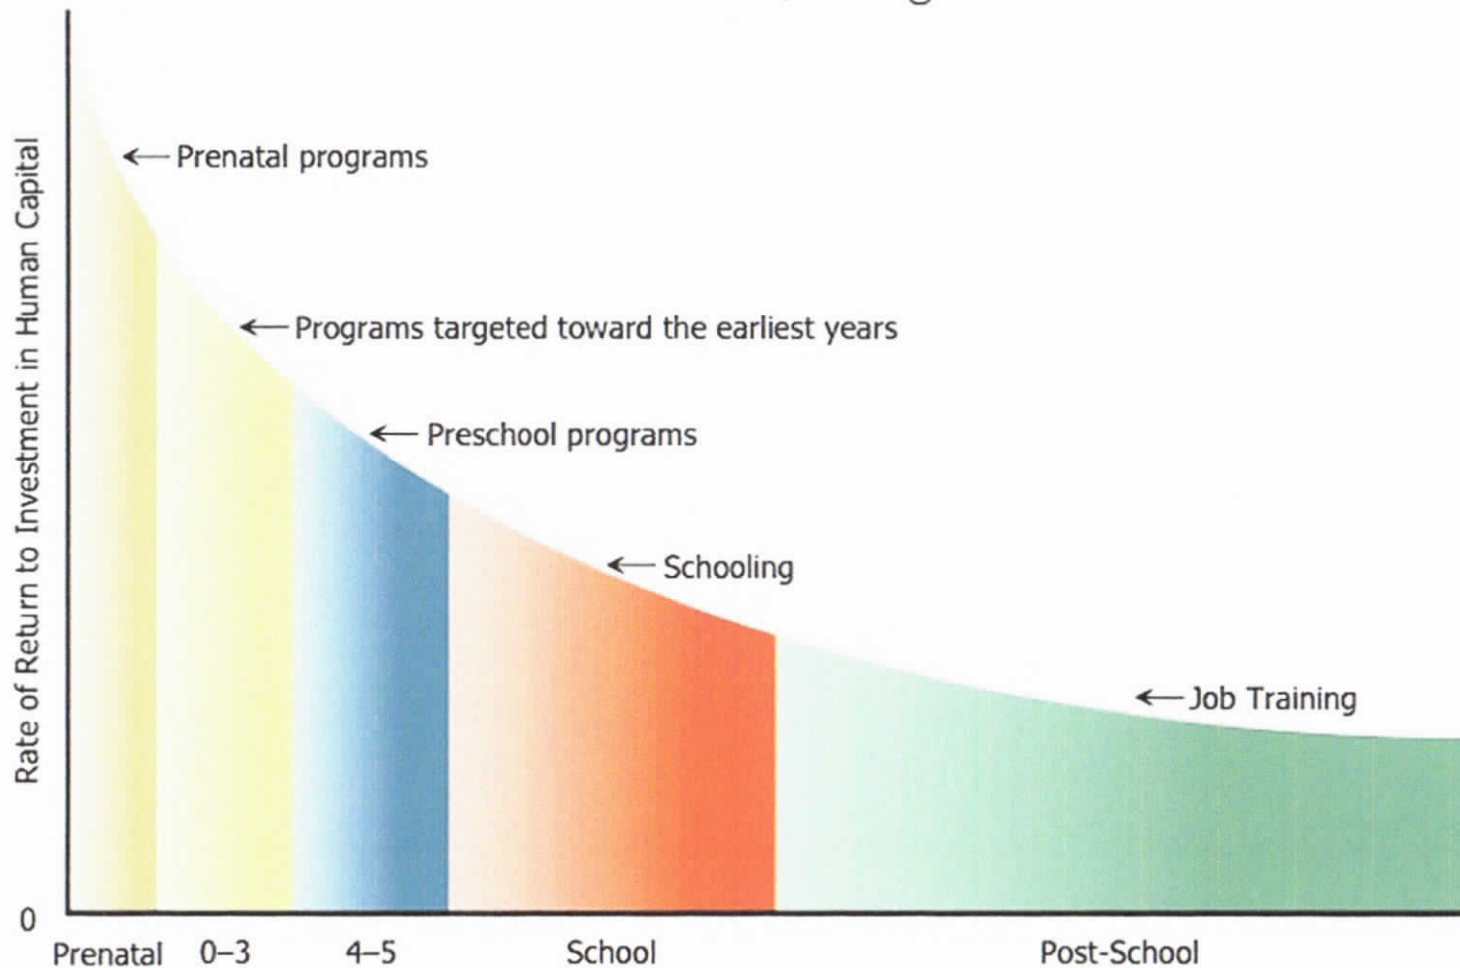 Rate of Return to Investment in Human Capital
Prenatal programs
Programs targeted toward the earliest years
Preschool programs
Schooling
Job Training
0
Prenatal 0–3 4–5 School Post-School